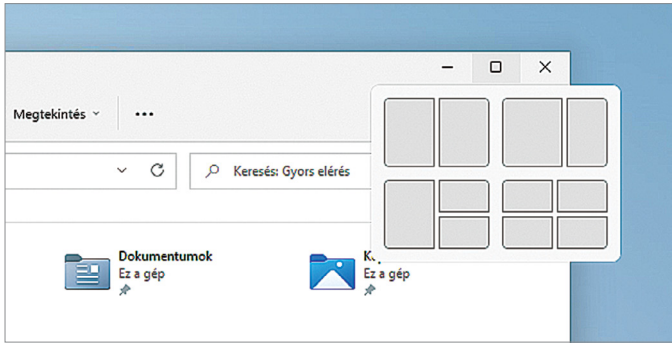 Megtekintés
Keresés: Gyors elérés
Dokumentumok
Ez a gép
Ez a gép